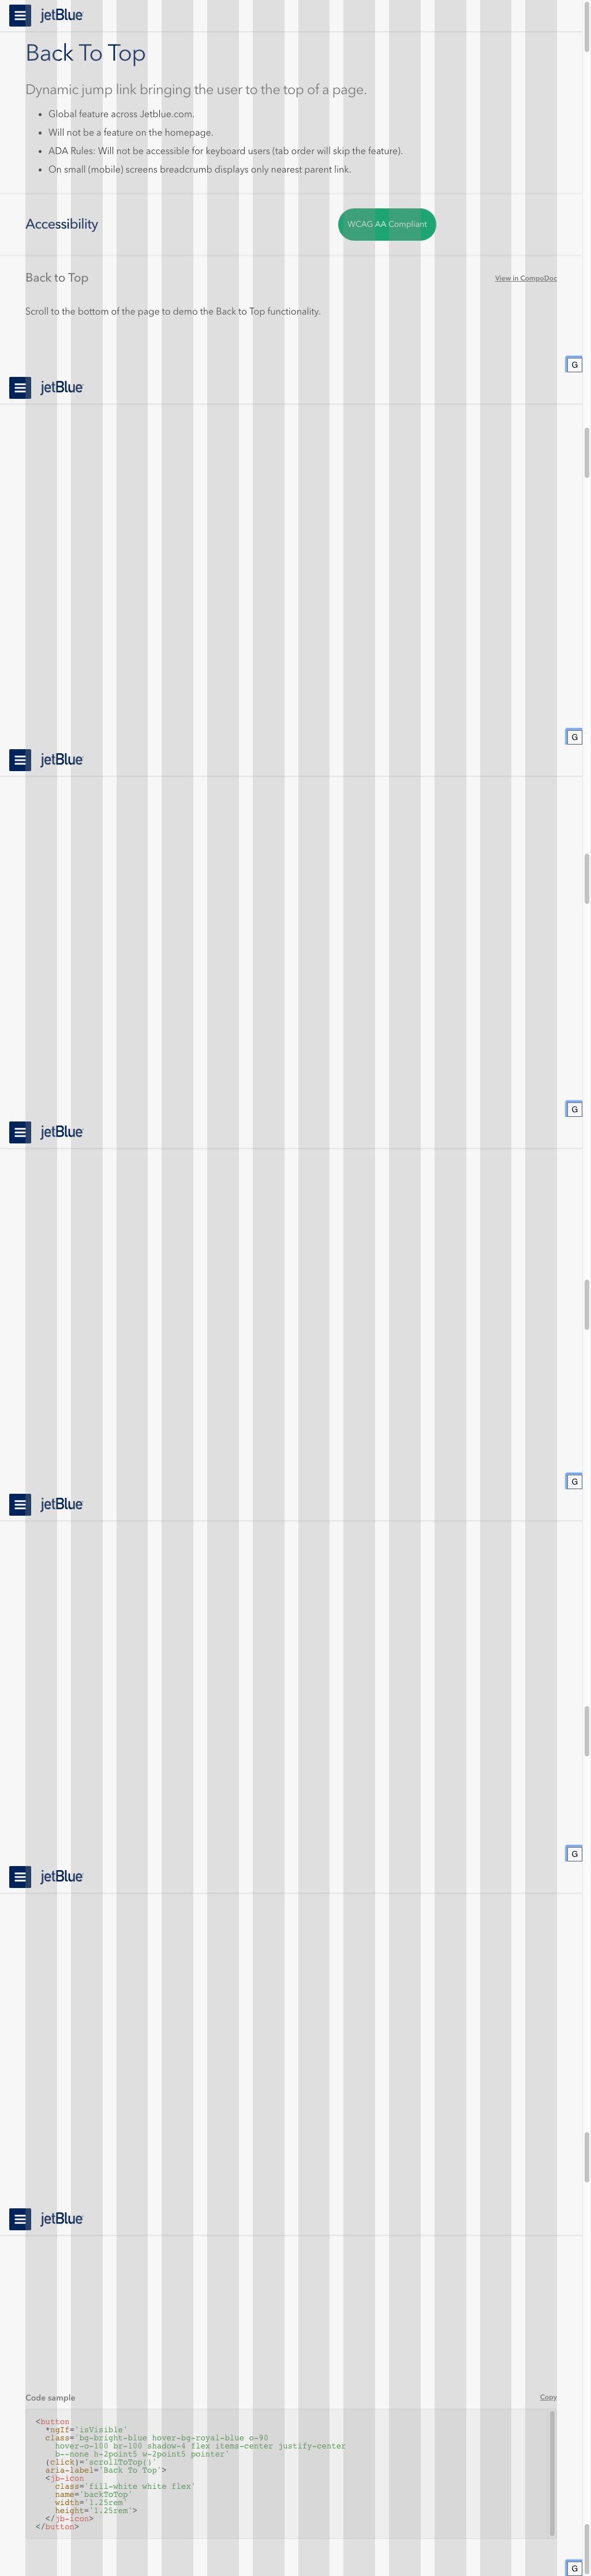 jetBlue
Back To Top
Dynamic jump link bringing the user to the top of a page.
• Global feature across Jetblue.com.
• Will not be a feature on the homepage.
• ADA Rules: Will not be accessible for keyboard users (tab order will skip the feature).
• On small (mobile) screens breadcrumb displays only nearest parent link.
Accessibility
WCAG AA Compliant
Back to Top
View in CompoDoc
Scroll to the bottom of the page to demo the Back to Top functionality.
G
jetBlue
G
jetBlue
G
jetBlue
G
jetBlue
G
jetBlue
jetBlue
Code sample
Copy
<button
*ngIf='isVisible'
class='bg-bright-blue hover-bg-royal-blue o-90
hover-o-100 br-100 shadow-4 flex items-center justify-center
b--none h-2point5 w-2point5 pointer'
(click)='scrollToTop()'
aria-label='Back To Top'>
<jb-icon
class='fill-white white flex'
name='backToTop'
width='1.25rem'
height='1.25rem'>
</jb-icon>
</button>
G